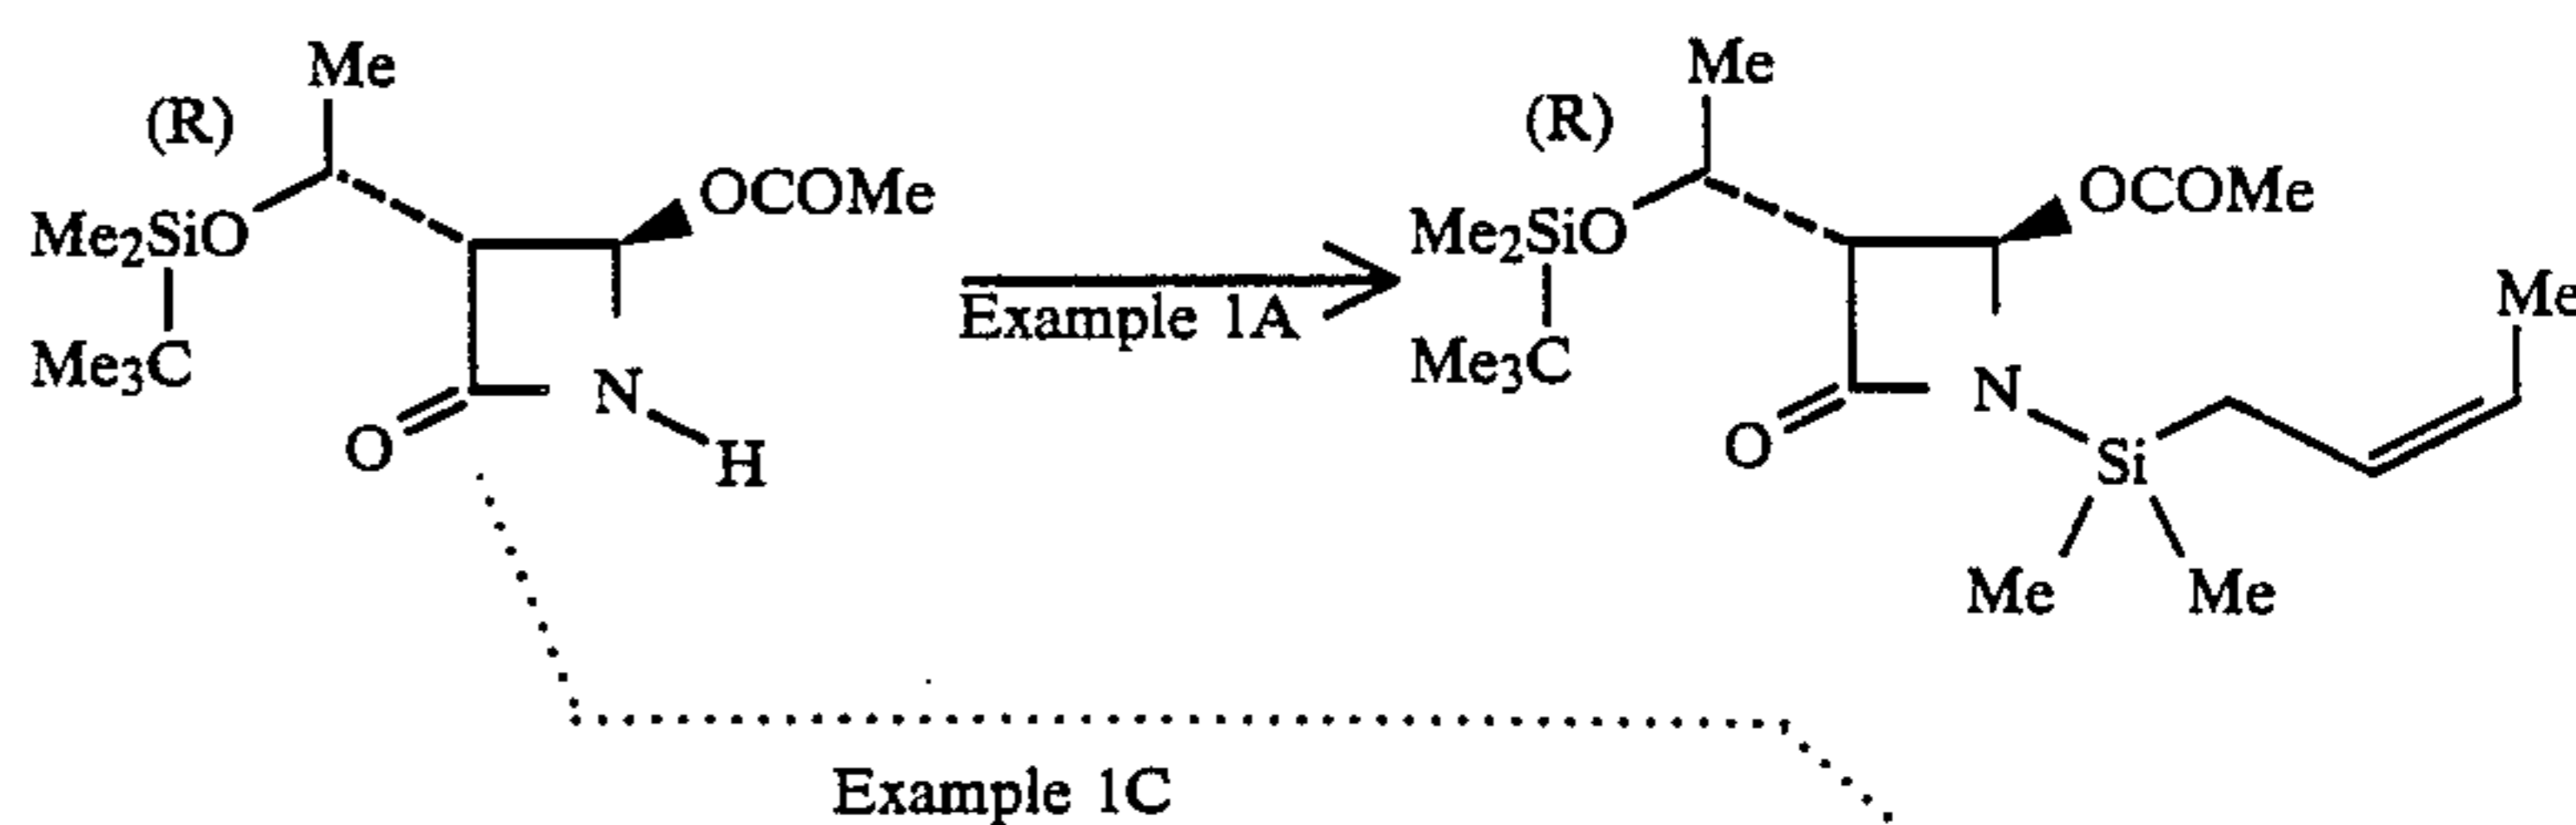 Me
(R)
Me₂SiO
Me₃C
OCOMe
O
N
H
Example 1A
Me
(R)
Me₂SiO
Me₃C
OCOMe
Me
O
N
Si
Me
Me
Example 1C